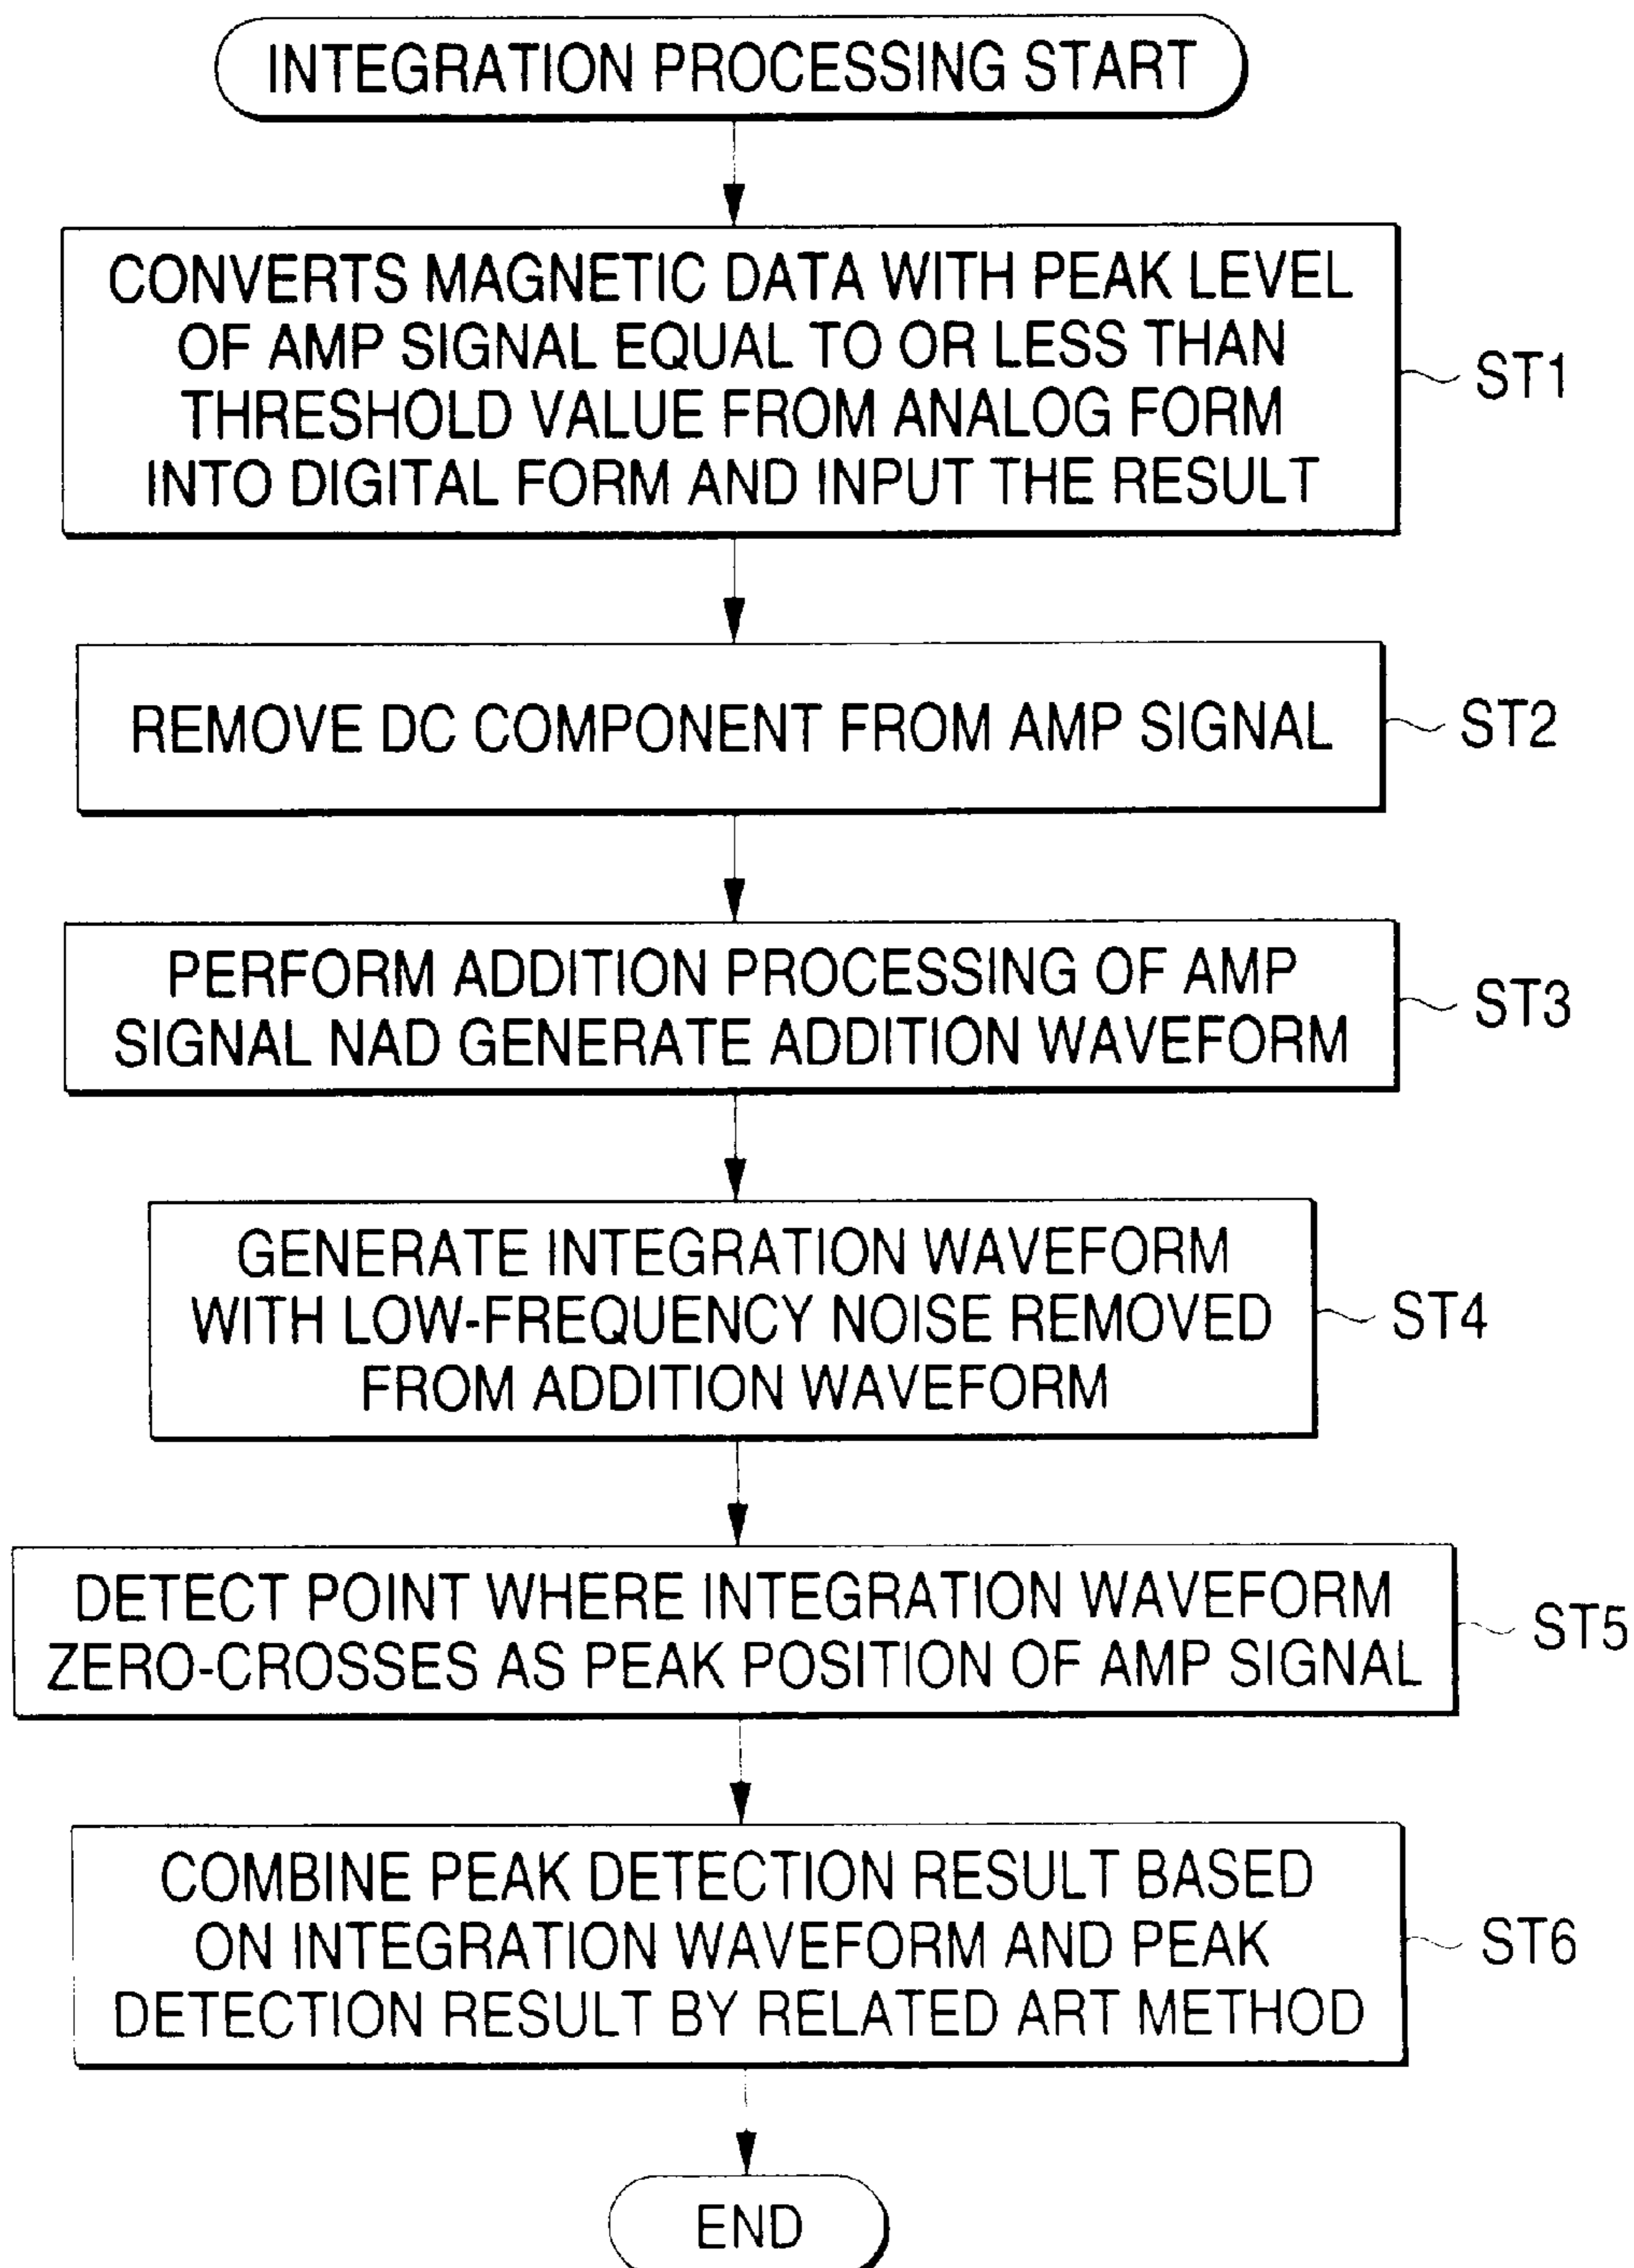 INTEGRATION PROCESSING START
CONVERTS MAGNETIC DATA WITH PEAK LEVEL
OF AMP SIGNAL EQUAL TO OR LESS THAN
THRESHOLD VALUE FROM ANALOG FORM
INTO DIGITAL FORM AND INPUT THE RESULT
ST1
REMOVE DC COMPONENT FROM AMP SIGNAL
ST2
PERFORM ADDITION PROCESSING OF AMP
SIGNAL NAD GENERATE ADDITION WAVEFORM
ST3
GENERATE INTEGRATION WAVEFORM
WITH LOW-FREQUENCY NOISE REMOVED
FROM ADDITION WAVEFORM
ST4
DETECT POINT WHERE INTEGRATION WAVEFORM
ZERO-CROSSES AS PEAK POSITION OF AMP SIGNAL
ST5
COMBINE PEAK DETECTION RESULT BASED
ON INTEGRATION WAVEFORM AND PEAK
DETECTION RESULT BY RELATED ART METHOD
ST6
END